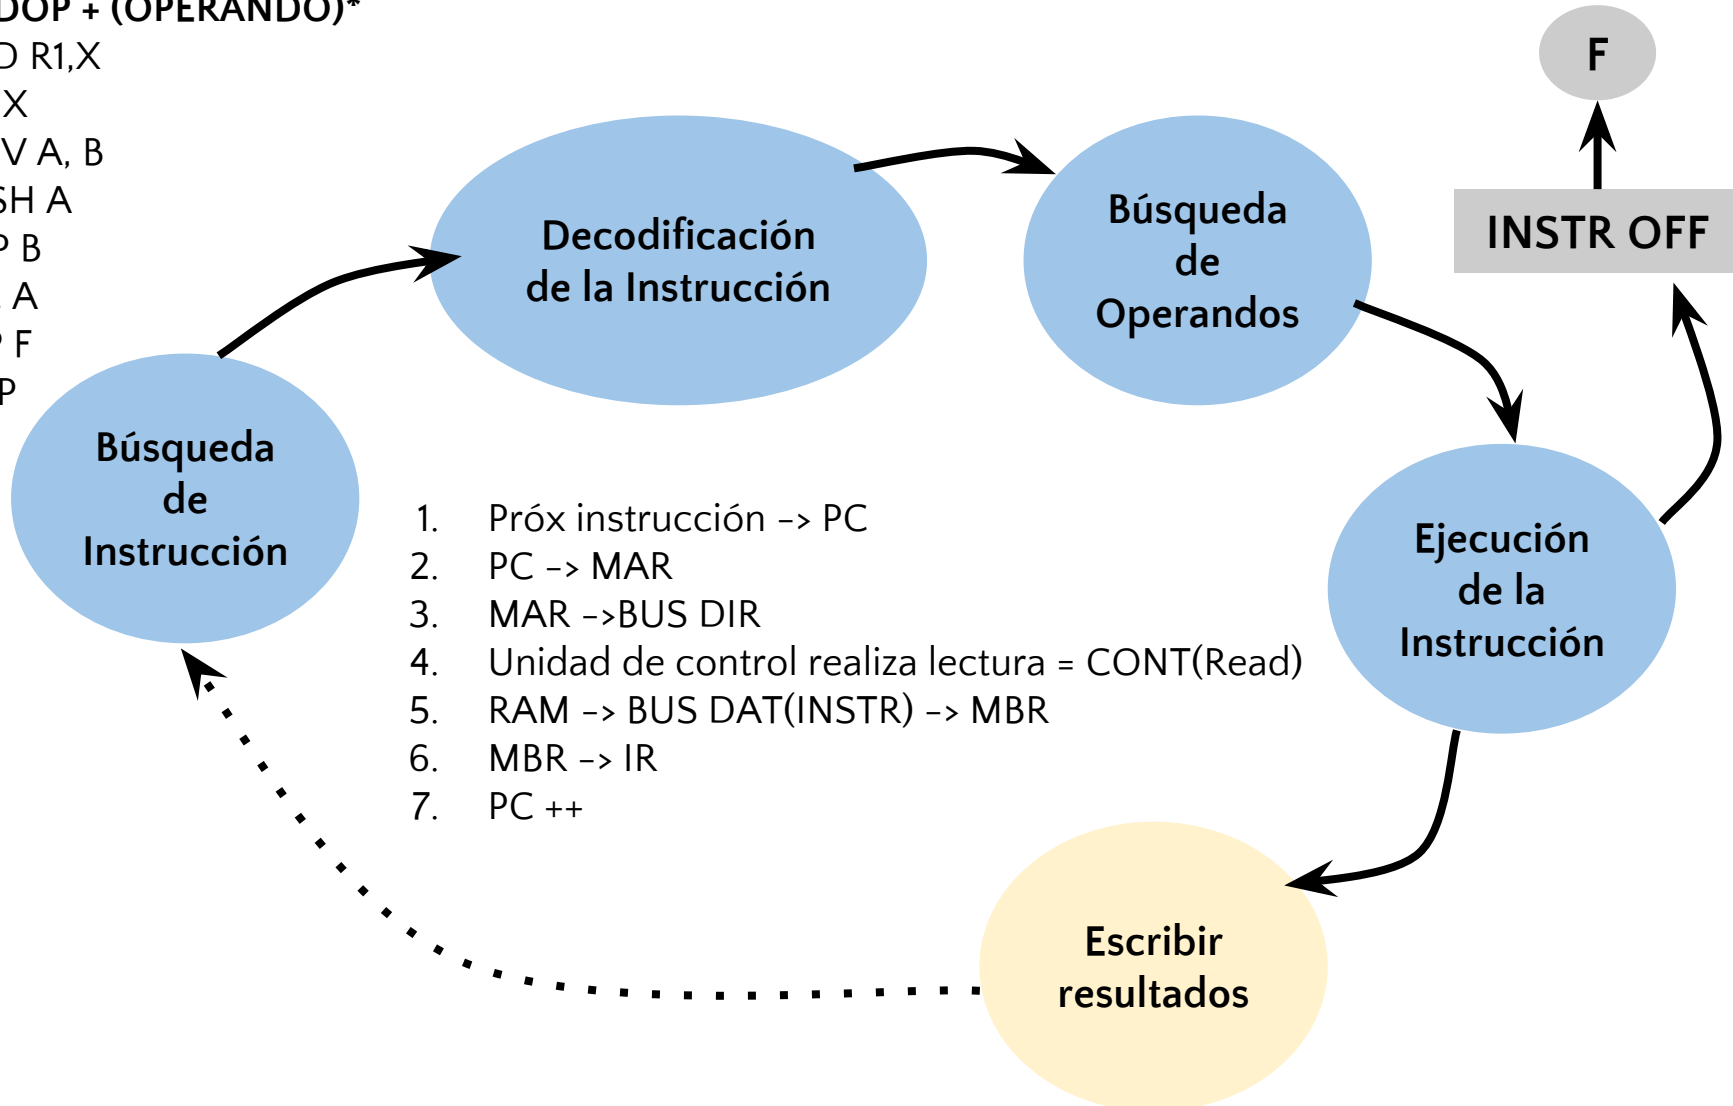 DOP + (OPERANDO)*
D R1,X
X
V A, B
SH A
P B
A
P F
P
F
INSTR OFF
Decodificación
de la Instrucción
Búsqueda
de
Operandos
Búsqueda
de
Instrucción
Ejecución
de la
Instrucción
1. Próx instrucción -> PC
2. PC -> MAR
3. MAR ->BUS DIR
4. Unidad de control realiza lectura = CONT(Read)
5. RAM -> BUS DAT(INSTR) -> MBR
6. MBR -> IR
7. PC ++
Escribir
resultados